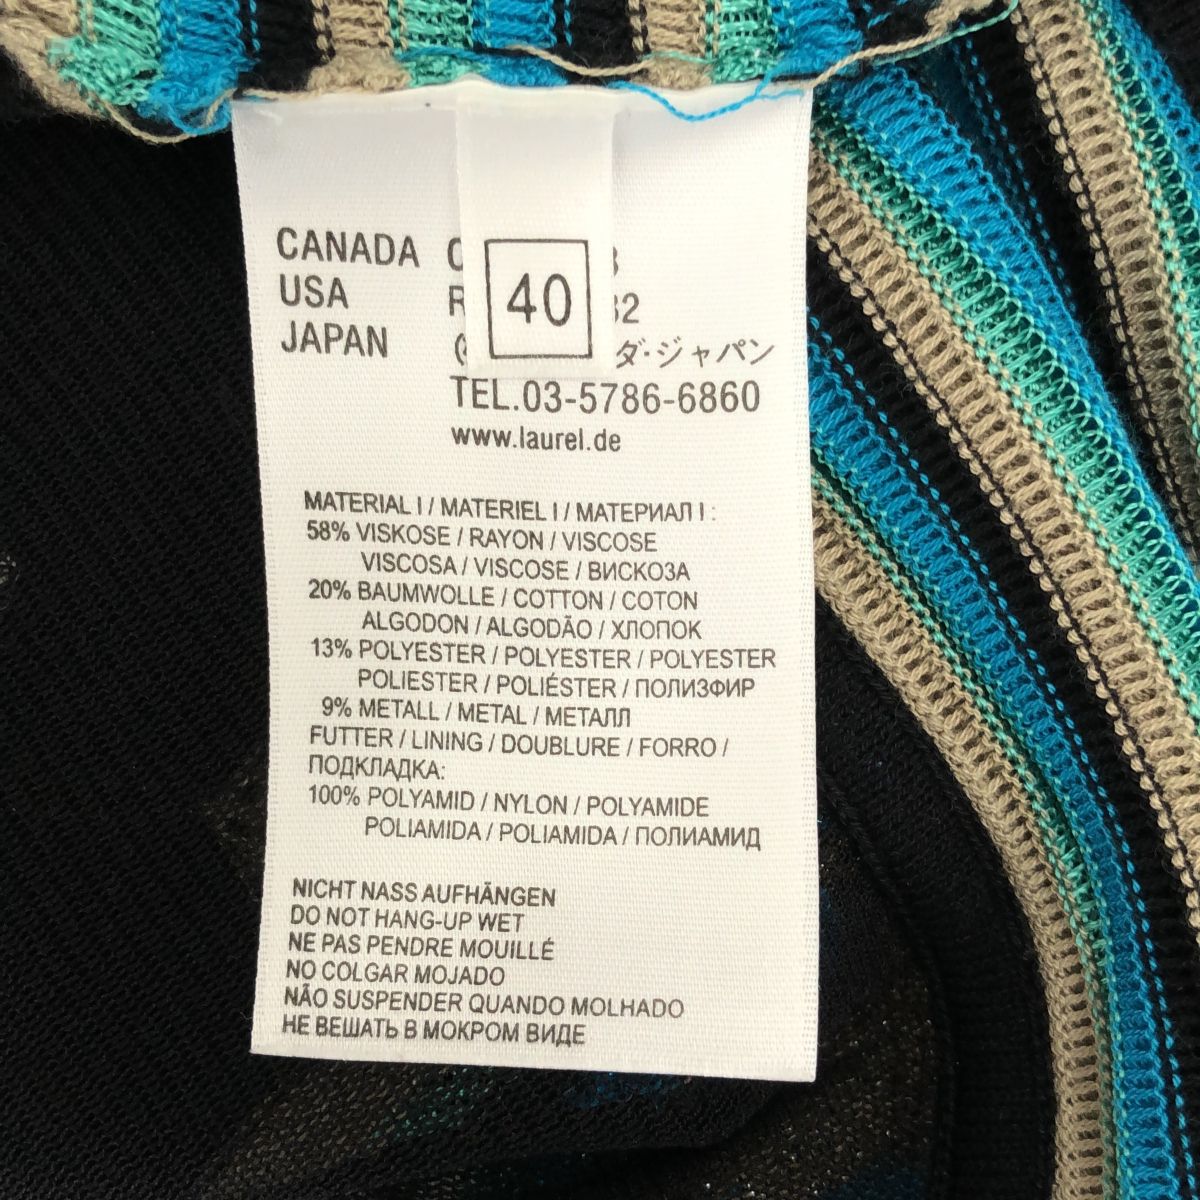 CANADA
USA
JAPAN
40
ダ・ジャパン
TEL.03-5786-6860
www.laurel.de
MATERIAL I / MATERIEL I / МАТЕРИАЛ I :
58% VISKOSE / RAYON / VISCOSE
VISCOSA / VISCOSE / ВИСКОЗА
20% BAUMWOLLE / COTTON / COTON
ALGODON / ALGODÃO / ХЛОПОК
13% POLYESTER / POLYESTER / POLYESTER
POLIESTER / POLIÉSTER / ПОЛИЗФИР
9% METALL / METAL / МЕТАЛЛ
FUTTER / LINING / DOUBLURE / FORRO /
ПОДКЛАДКА:
100% POLYAMID / NYLON / POLYAMIDE
POLIAMIDA / POLIAMIDA / ПОЛИАМИД
NICHT NASS AUFHÄNGEN
DO NOT HANG-UP WET
NE PAS PENDRE MOUILLÉ
NO COLGAR MOJADO
NÃO SUSPENDER QUANDO MOLHADO
НЕ ВЕШАТЬ В МОКРОМ ВИДЕ